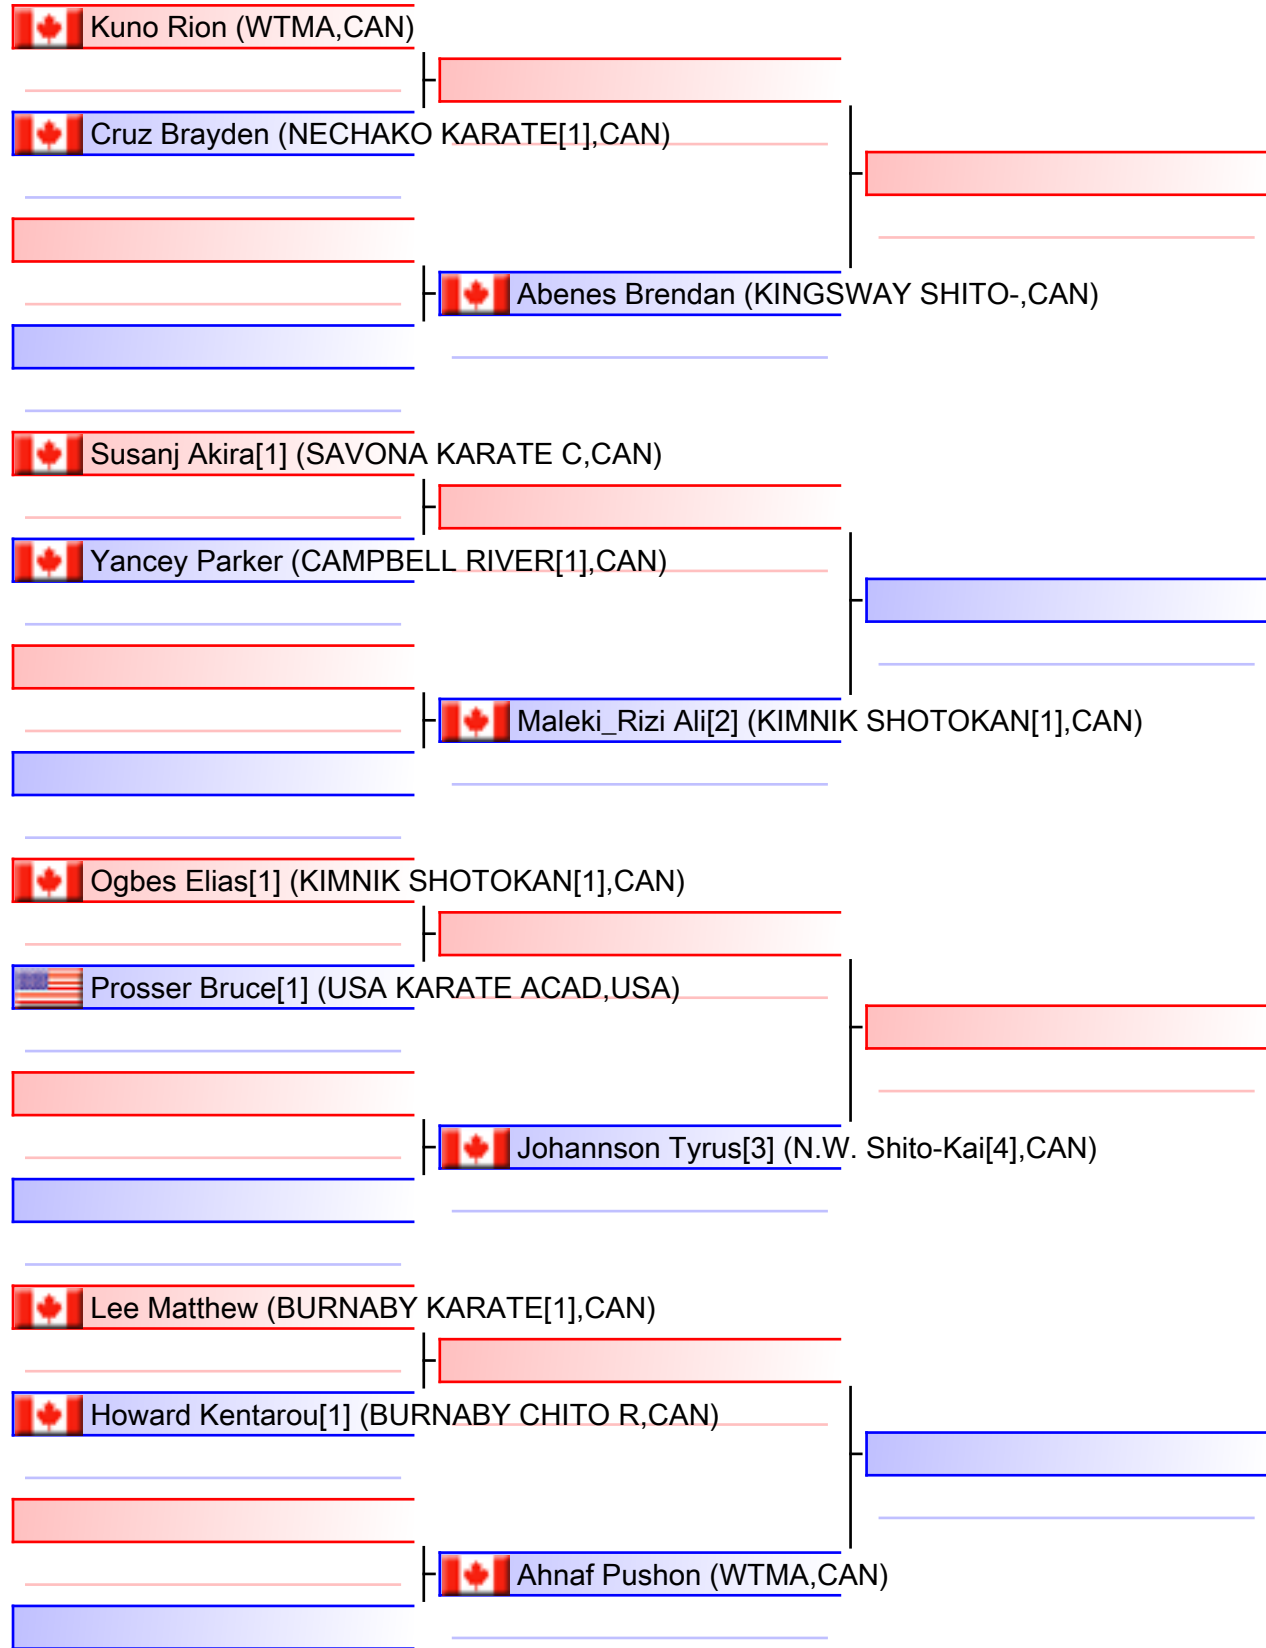 Kuno Rion (WTMA,CAN)
Cruz Brayden (NECHAKO KARATE[1],CAN)
Abenes Brendan (KINGSWAY SHITO-,CAN)
Susanj Akira[1] (SAVONA KARATE C,CAN)
Yancey Parker (CAMPBELL RIVER[1],CAN)
Maleki_Rizi Ali[2] (KIMNIK SHOTOKAN[1],CAN)
Ogbes Elias[1] (KIMNIK SHOTOKAN[1],CAN)
Prosser Bruce[1] (USA KARATE ACAD,USA)
Johannson Tyrus[3] (N.W. Shito-Kai[4],CAN)
Lee Matthew (BURNABY KARATE[1],CAN)
Howard Kentarou[1] (BURNABY CHITO R,CAN)
Ahnaf Pushon (WTMA,CAN)